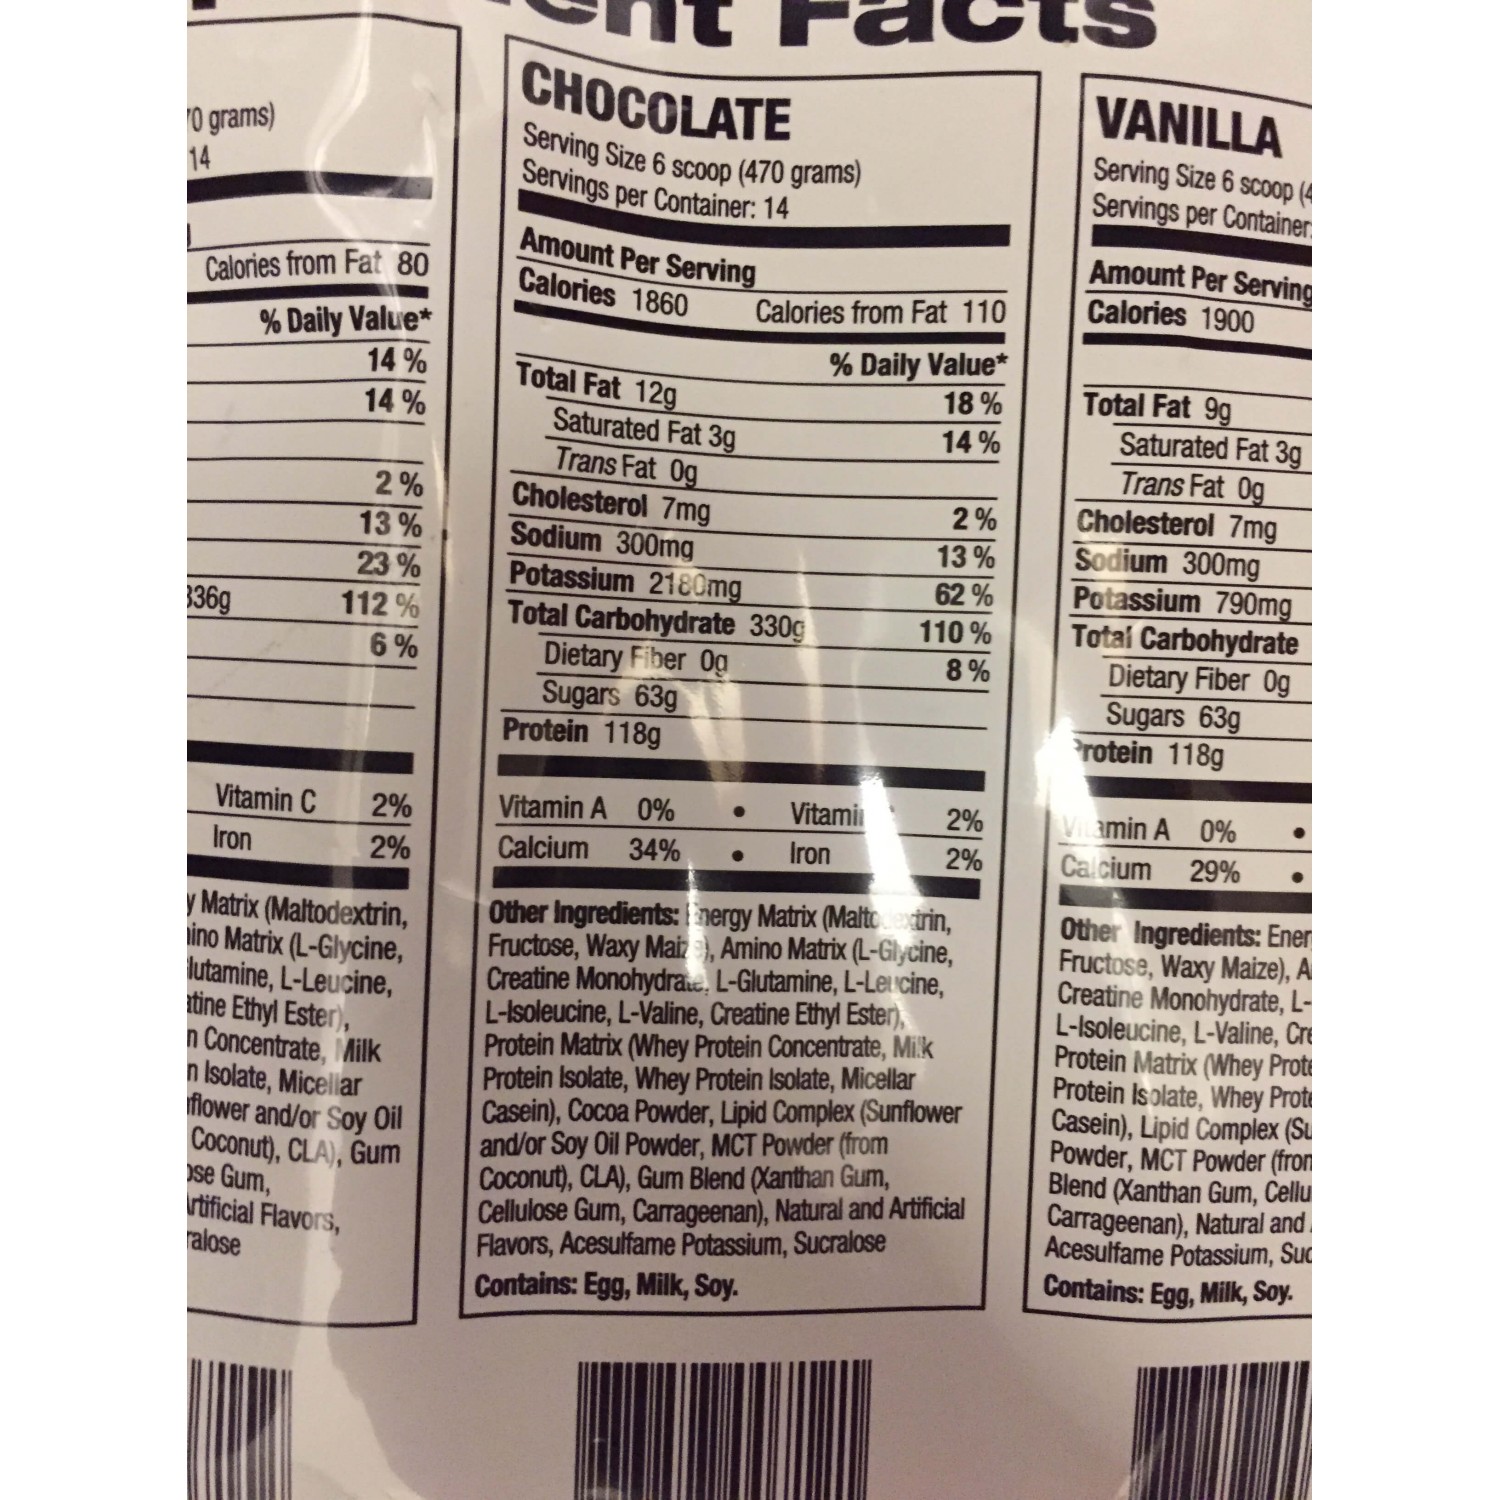 Facts
0 grams)
14
Calories from Fat 80
% Daily Value*
14 %
14 %
2 %
13 %
23 %
336g 112 %
6 %
Vitamin C 2%
Iron 2%
Matrix (Maltodextrin,
Matrix (L-Glycine,
L-Leucine,
Ethyl Ester),
Concentrate, Milk
Isolate, Micellar
and/or Soy Oil
Coconut), CLA), Gum
Gum,
Flavors,
CHOCOLATE
Serving Size 6 scoop (470 grams)
Servings per Container: 14
Amount Per Serving
Calories 1860 Calories from Fat 110
% Daily Value*
Total Fat 12g 18 %
Saturated Fat 3g 14 %
Trans Fat 0g
Cholesterol 7mg 2 %
Sodium 300mg 13 %
Potassium 2180mg 62 %
Total Carbohydrate 330g 110 %
Dietary Fiber 0g 8 %
Sugars 63g
Protein 118g
Vitamin A 0% • 2%
Calcium 34% • Iron 2%
Other Ingredients: Energy Matrix (Maltodextrin,
Fructose, Waxy Maize), Amino Matrix (L-Glycine,
Creatine Monohydrate, L-Glutamine, L-Leucine,
L-Isoleucine, L-Valine, Creatine Ethyl Ester),
Protein Matrix (Whey Protein Concentrate, Milk
Protein Isolate, Whey Protein Isolate, Micellar
Casein), Cocoa Powder, Lipid Complex (Sunflower
and/or Soy Oil Powder, MCT Powder (from
Coconut), CLA), Gum Blend (Xanthan Gum,
Cellulose Gum, Carrageenan), Natural and Artificial
Flavors, Acesulfame Potassium, Sucralose
Contains: Egg, Milk, Soy.
VANILLA
Serving Size 6 scoop (4
Servings per Container:
Amount Per Serving
Calories 1900
Total Fat 9g
Saturated Fat 3g
Trans Fat 0g
Cholesterol 7mg
Sodium 300mg
Potassium 790mg
Total Carbohydrate
Dietary Fiber 0g
Sugars 63g
Protein 118g
Vitamin A 0% •
Calcium 29% •
Other Ingredients:
Fructose, Waxy Maize),
Creatine Monohydrate,
L-Isoleucine, L-Valine,
Protein Matrix (Whey
Protein Isolate, Whey
Casein), Lipid Complex
Powder, MCT Powder (from
Blend (Xanthan Gum,
Carrageenan), Natural and
Acesulfame Potassium,
Contains: Egg, Milk, Soy.